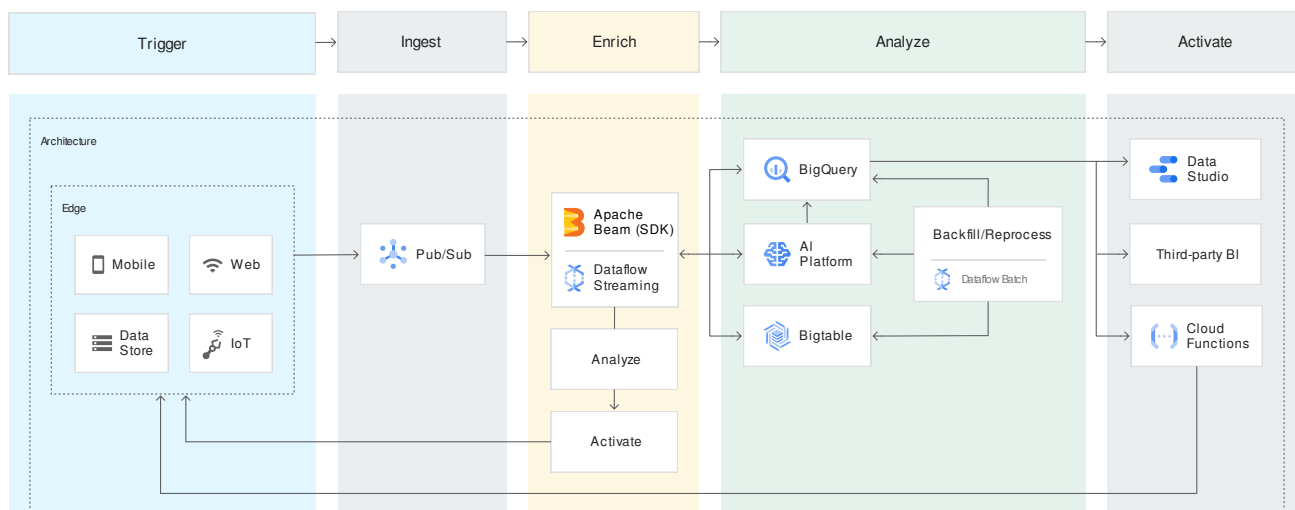 Trigger
Ingest
Enrich
Analyze
Activate
Architecture
Edge
Mobile
Web
Data
Store
IoT
Pub/Sub
Apache
Beam (SDK)
Dataflow
Streaming
Analyze
Activate
BigQuery
AI
Platform
Bigtable
Backfill/Reprocess
Dataflow Batch
Data
Studio
Third-party BI
Cloud
Functions